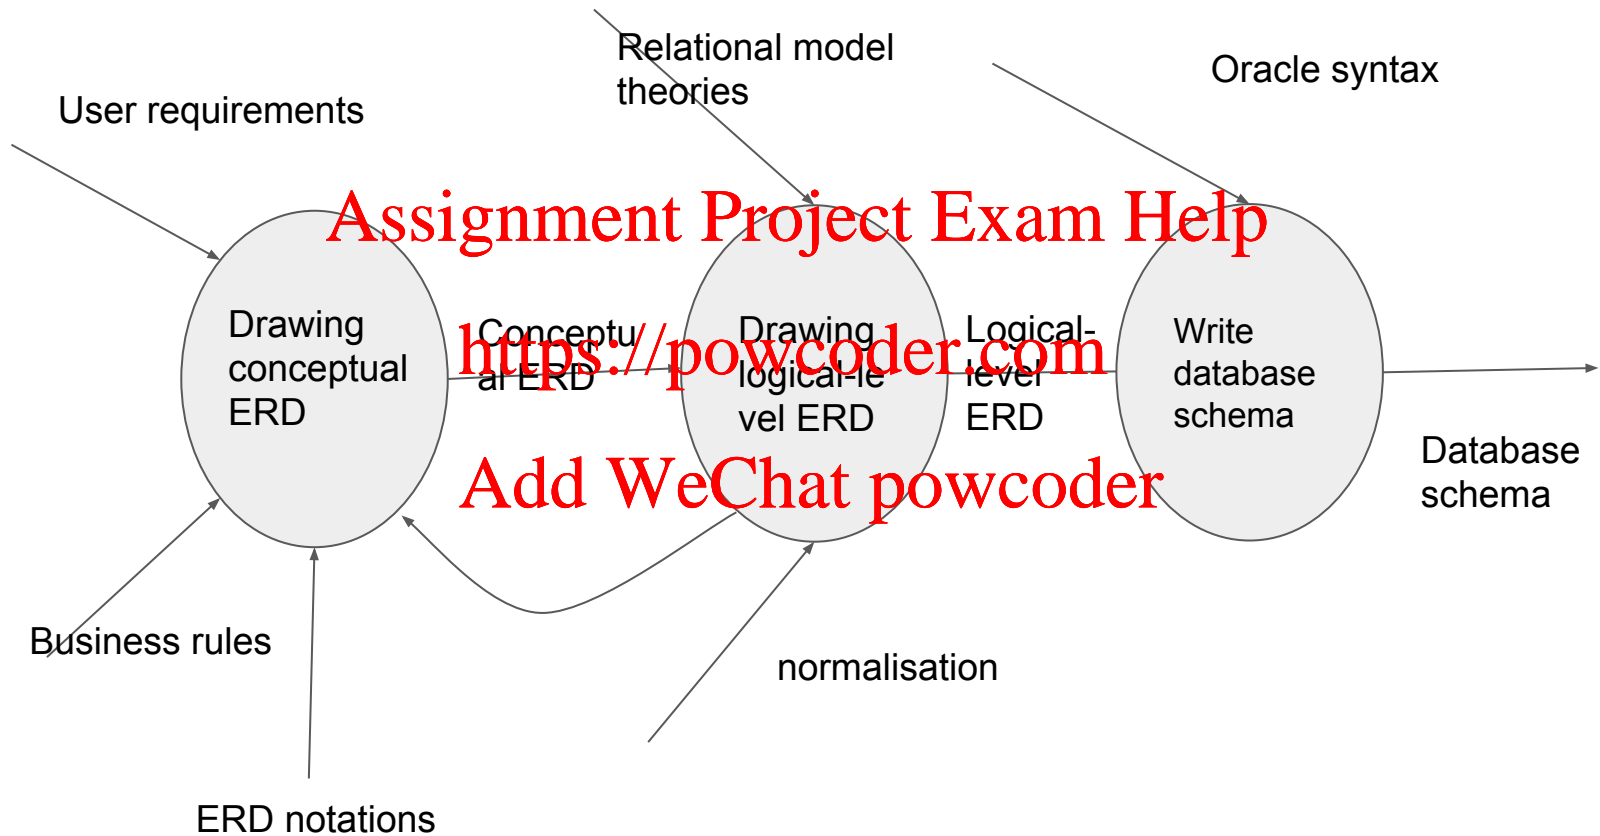 Relational model
theories
Oracle syntax
User requirements
Assignment Project Exam Help
Drawing
conceptual
ERD
Conceptu
al ERD
https://powcoder.com
Drawing
logical-le
vel ERD
Logical-
level
ERD
Write
database
schema
Add WeChat powcoder
Database
schema
Business rules
normalisation
ERD notations